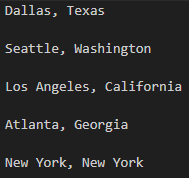 Dallas, Texas
Seattle, Washington
Los Angeles, California
Atlanta, Georgia
New York, New York